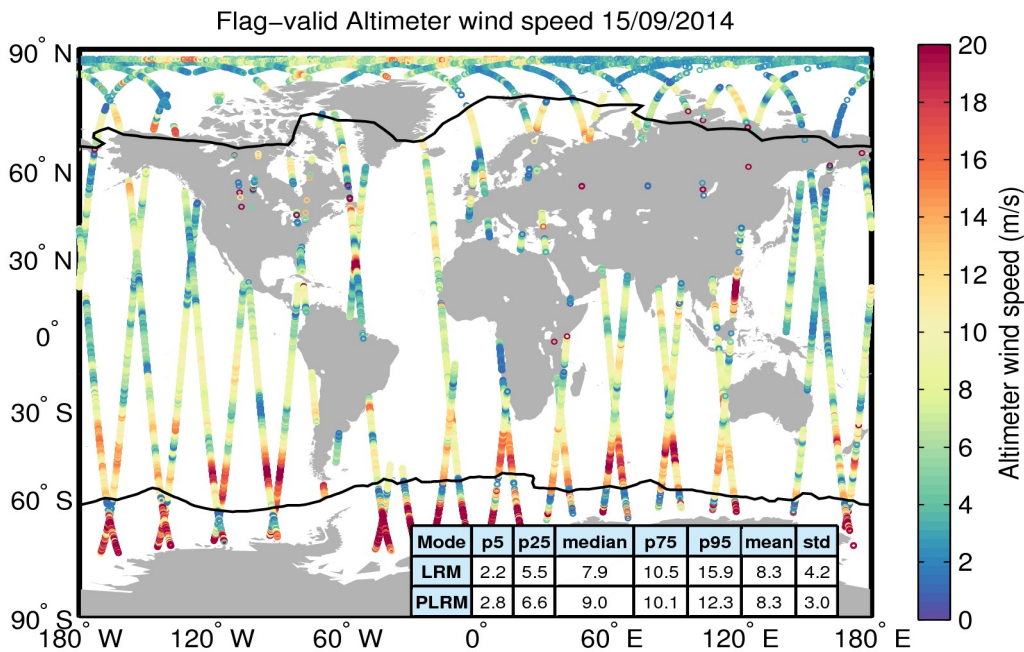 Flag−valid Altimeter wind speed 15/09/2014
90° N
60° N
30° N
0°
30° S
60° S
90° S
180° W
120° W
60° W
0°
60° E
120° E
180° E
Mode p5 p25 median p75 p95 mean std
LRM 2.2 5.5 7.9 10.5 15.9 8.3 4.2
PLRM 2.8 6.6 9.0 10.1 12.3 8.3 3.0
20
18
16
14
12
10
8
6
4
2
0
Altimeter wind speed (m/s)